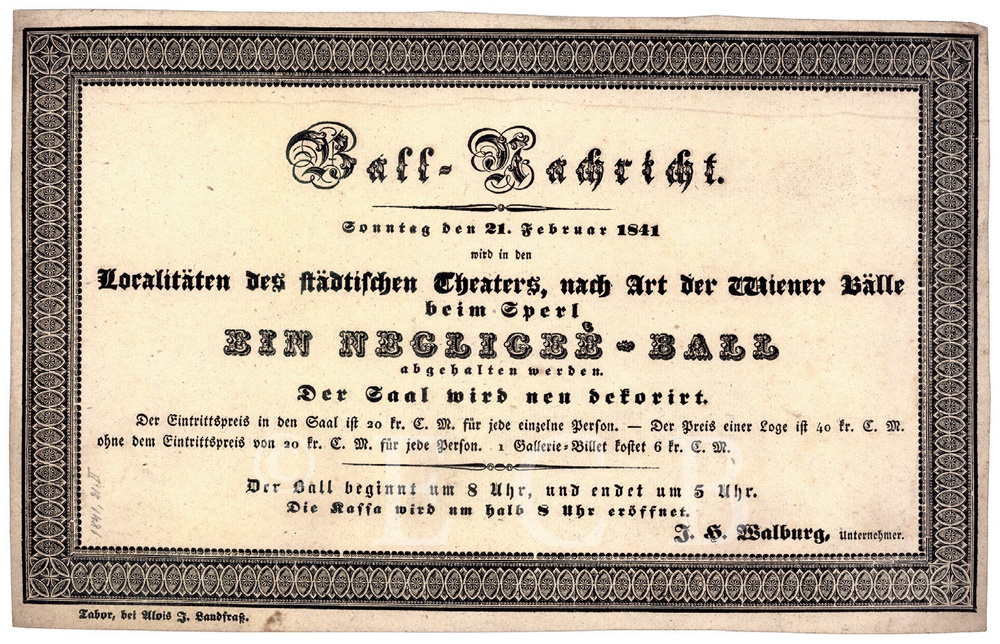 Ball-Nachricht.
Sonntag den 21. Februar 1841
wird in den
Localitäten des städtischen Theaters, nach Art der Wiener Bälle
beim Sperl
EIN NEGLIGEÈ-BALL
abgehalten werden.
Der Saal wird neu dekorirt.
Der Eintrittspreis in den Saal ist 20 kr. C. M. für jede einzelne Person. — Der Preis einer Loge ist 40 kr. C. M.
ohne dem Eintrittspreis von 20 kr. C. M. für jede Person. 1 Gallerie-Billet kostet 6 kr. C. M.
Der Ball beginnt um 8 Uhr, und endet um 5 Uhr.
Die Kassa wird um halb 8 Uhr eröffnet.
J. H. Walburg, Unternehmer.
Tabor, bei Alois J. Landfraß.
1841, 21/II